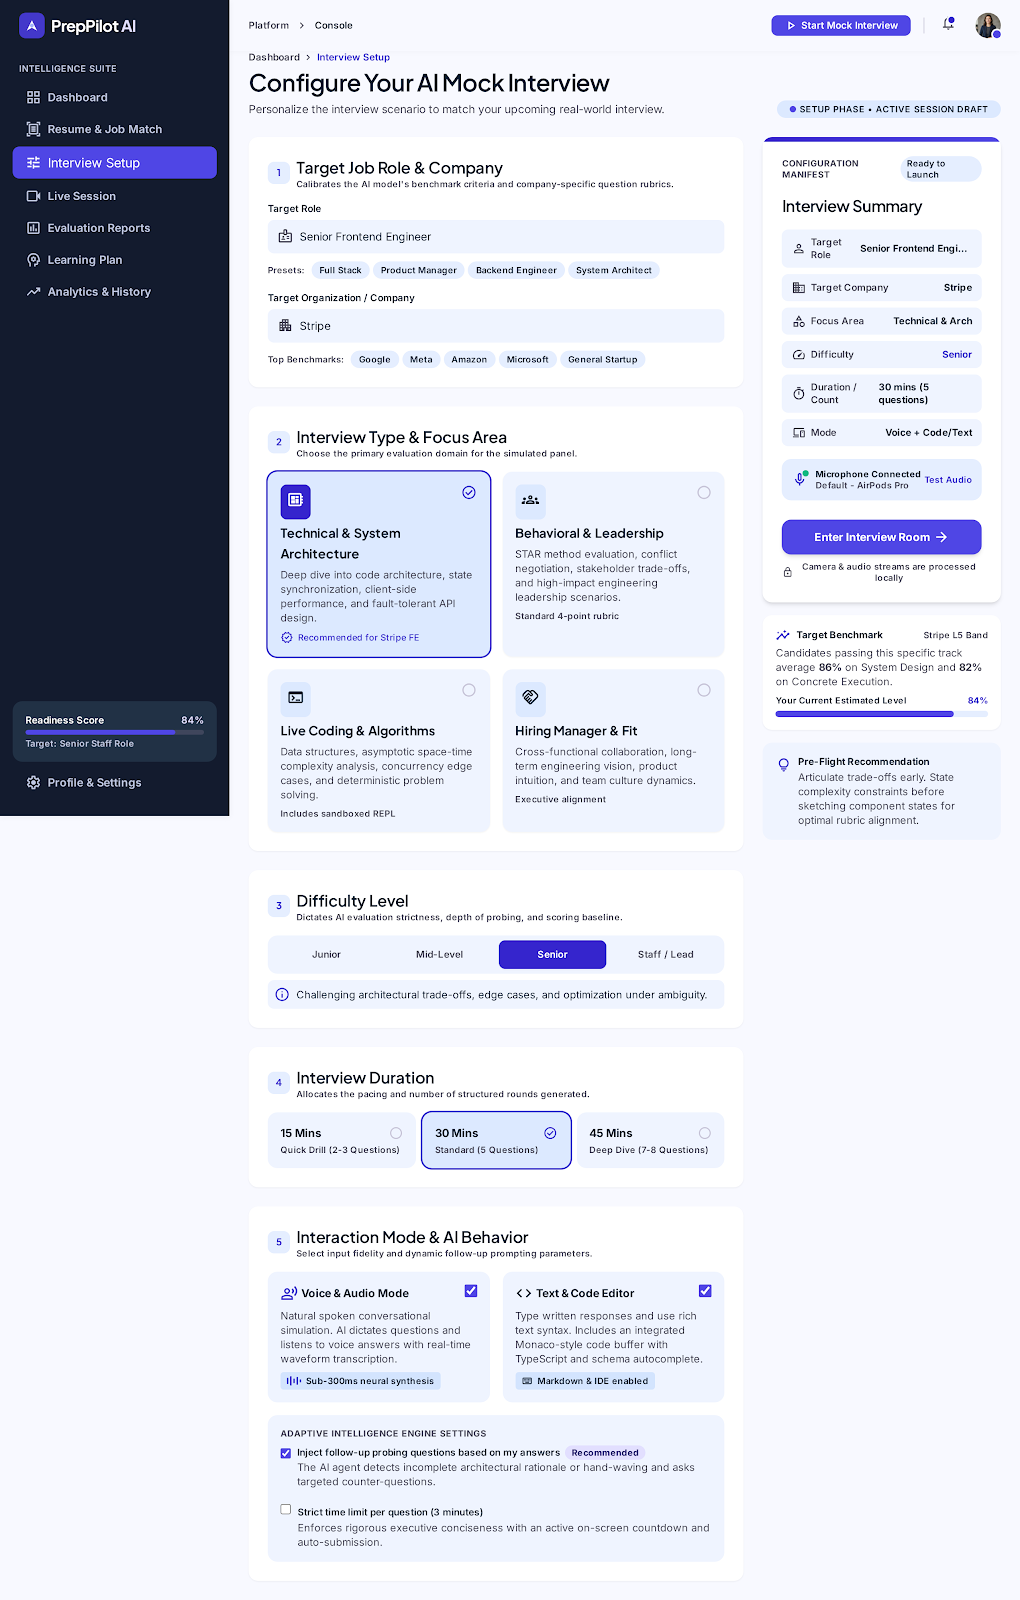 PrepPilot AI
INTELLIGENCE SUITE
Dashboard
Resume & Job Match
Interview Setup
Live Session
Evaluation Reports
Learning Plan
Analytics & History
Readiness Score 84%
Target: Senior Staff Role
Profile & Settings
Platform > Console
Start Mock Interview
Dashboard > Interview Setup
Configure Your AI Mock Interview
Personalize the interview scenario to match your upcoming real-world interview.
SETUP PHASE • ACTIVE SESSION DRAFT
1 Target Job Role & Company
Calibrates the AI model's benchmark criteria and company-specific question rubrics.
Target Role
Senior Frontend Engineer
Presets: Full Stack Product Manager Backend Engineer System Architect
Target Organization / Company
Stripe
Top Benchmarks: Google Meta Amazon Microsoft General Startup
2 Interview Type & Focus Area
Choose the primary evaluation domain for the simulated panel.
Technical & System
Architecture
Deep dive into code architecture, state
synchronization, client-side
performance, and fault-tolerant API
design.
Recommended for Stripe FE
Behavioral & Leadership
STAR method evaluation, conflict
negotiation, stakeholder trade-offs,
and high-impact engineering
leadership scenarios.
Standard 4-point rubric
Live Coding & Algorithms
Data structures, asymptotic space-time
complexity analysis, concurrency edge
cases, and deterministic problem
solving.
Includes sandboxed REPL
Hiring Manager & Fit
Cross-functional collaboration, long-
term engineering vision, product
intuition, and team culture dynamics.
Executive alignment
3 Difficulty Level
Dictates AI evaluation strictness, depth of probing, and scoring baseline.
Junior Mid-Level Senior Staff / Lead
Challenging architectural trade-offs, edge cases, and optimization under ambiguity.
4 Interview Duration
Allocates the pacing and number of structured rounds generated.
15 Mins
Quick Drill (2-3 Questions)
30 Mins
Standard (5 Questions)
45 Mins
Deep Dive (7-8 Questions)
5 Interaction Mode & AI Behavior
Select input fidelity and dynamic follow-up prompting parameters.
Voice & Audio Mode
Natural spoken conversational
simulation. AI dictates questions and
listens to voice answers with real-time
waveform transcription.
Sub-300ms neural synthesis
Text & Code Editor
Type written responses and use rich
text syntax. Includes an integrated
Monaco-style code buffer with
TypeScript and schema autocomplete.
Markdown & IDE enabled
ADAPTIVE INTELLIGENCE ENGINE SETTINGS
Inject follow-up probing questions based on my answers Recommended
The AI agent detects incomplete architectural rationale or hand-waving and asks
targeted counter-questions.
Strict time limit per question (3 minutes)
Enforces rigorous executive conciseness with an active on-screen countdown and
auto-submission.
CONFIGURATION
MANIFEST
Ready to
Launch
Interview Summary
Target
Role
Senior Frontend Engi...
Target Company Stripe
Focus Area Technical & Arch
Difficulty Senior
Duration /
Count
30 mins (5
questions)
Mode Voice + Code/Text
Microphone Connected
Default - AirPods Pro
Test Audio
Enter Interview Room →
Camera & audio streams are processed
locally
Target Benchmark Stripe L5 Band
Candidates passing this specific track
average 86% on System Design and 82%
on Concrete Execution.
Your Current Estimated Level 84%
Pre-Flight Recommendation
Articulate trade-offs early. State
complexity constraints before
sketching component states for
optimal rubric alignment.